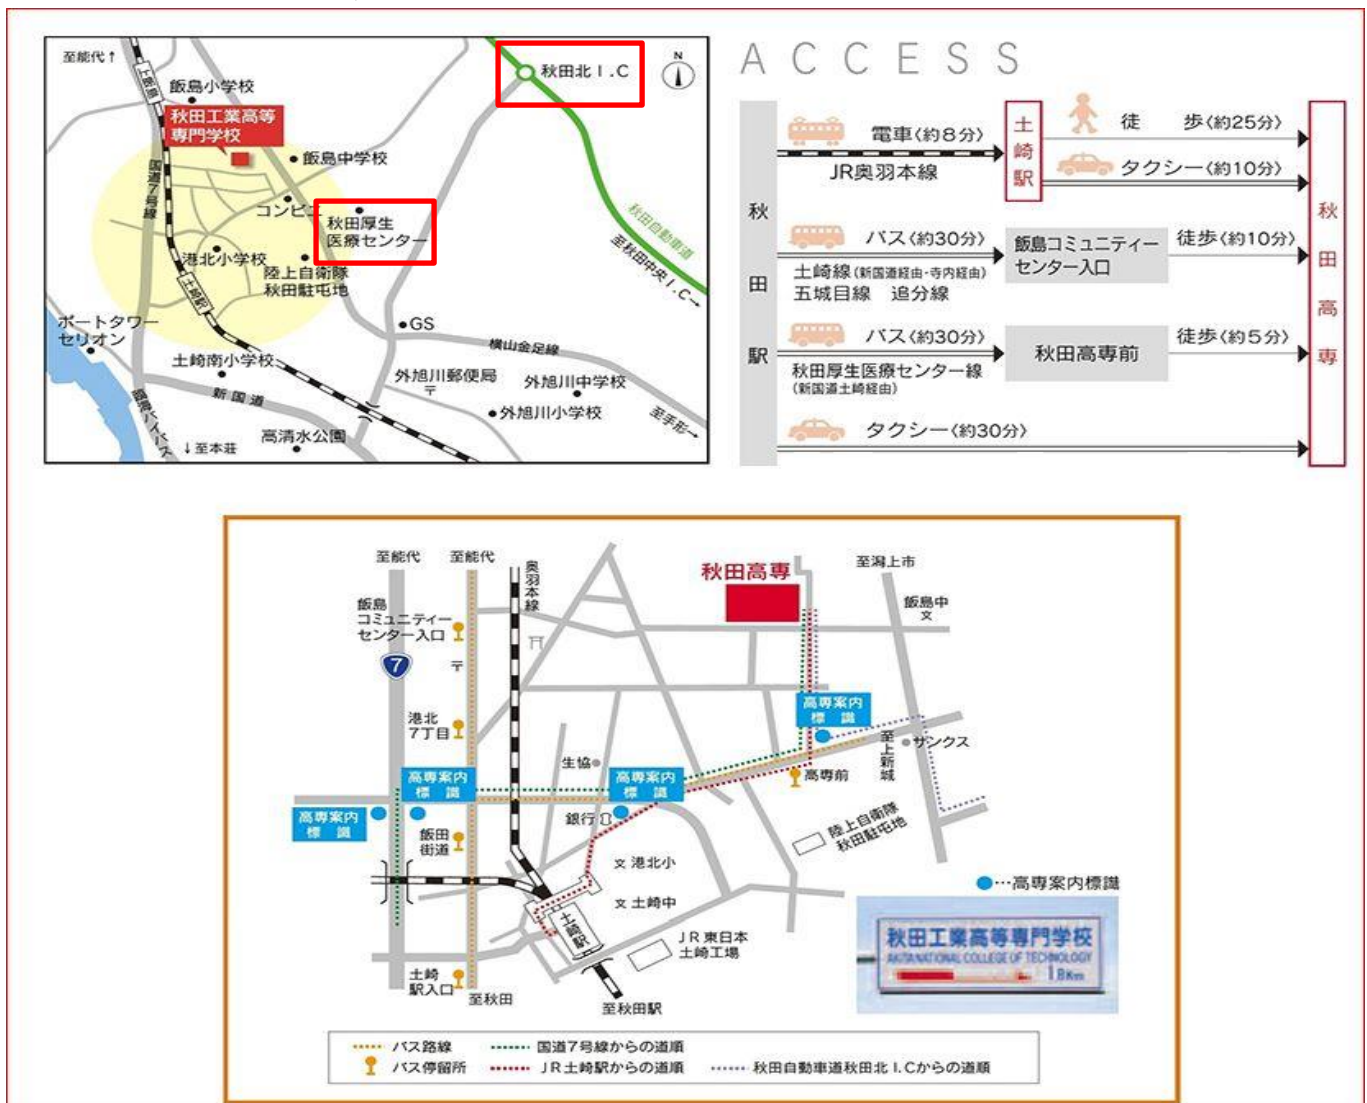 至能代↑
上飯島
飯島小学校
秋田工業高等
専門学校
国道7号線
飯島中学校
コンビニ
秋田厚生
医療センター
港北小学校
陸上自衛隊
秋田駐屯地
土崎駅
ポートタワー
セリオン
土崎南小学校
新国道
臨海バイパス
↓至本荘
高清水公園
GS
横山金足線
外旭川郵便局
〒
外旭川中学校
外旭川小学校
至手形→
秋田北I.C
N
秋田自動車道
至秋田中央I.C→
ACCESS
秋田駅
電車〈約8分〉
JR奥羽本線
土崎駅
徒 歩〈約25分〉
タクシー〈約10分〉
バス〈約30分〉
土崎線(新国道経由・寺内経由)
五城目線 追分線
飯島コミュニティー
センター入口
徒歩〈約10分〉
バス〈約30分〉
秋田厚生医療センター線
(新国道土崎経由)
秋田高専前
徒歩〈約5分〉
タクシー〈約30分〉
秋田高専
至能代
至能代
奥羽本線
秋田高専
至潟上市
飯島
コミュニティー
センター入口
飯島中
文
7
〒
港北
7丁目
高専案内
標 識
至上新城
サンクス
生協
高専案内
標 識
高専案内
標 識
高専前
高専案内
標 識
銀行
飯田
街道
陸上自衛隊
秋田駐屯地
文 港北小
文 土崎中
●…高専案内標識
土崎駅
JR東日本
土崎工場
秋田工業高等専門学校
AKITA NATIONAL COLLEGE OF TECHNOLOGY
1.8Km
土崎
駅入口
至秋田
至秋田駅
バス路線
国道7号線からの道順
バス停留所
JR土崎駅からの道順
秋田自動車道秋田北I.Cからの道順